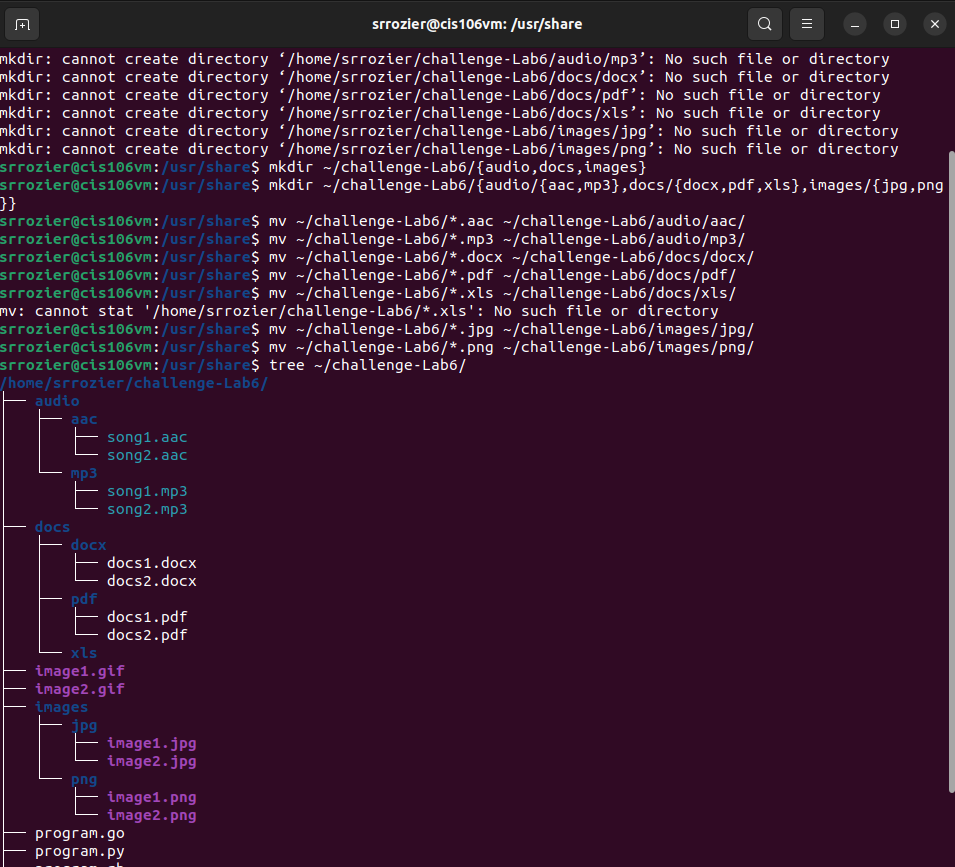 srrozier@cis106vm: /usr/share
mkdir: cannot create directory ‘/home/srrozier/challenge-Lab6/audio/mp3’: No such file or directory
mkdir: cannot create directory ‘/home/srrozier/challenge-Lab6/docs/docx’: No such file or directory
mkdir: cannot create directory ‘/home/srrozier/challenge-Lab6/docs/pdf’: No such file or directory
mkdir: cannot create directory ‘/home/srrozier/challenge-Lab6/docs/xls’: No such file or directory
mkdir: cannot create directory ‘/home/srrozier/challenge-Lab6/images/jpg’: No such file or directory
mkdir: cannot create directory ‘/home/srrozier/challenge-Lab6/images/png’: No such file or directory
srrozier@cis106vm:/usr/share$ mkdir ~/challenge-Lab6/{audio,docs,images}
srrozier@cis106vm:/usr/share$ mkdir ~/challenge-Lab6/{audio/{aac,mp3},docs/{docx,pdf,xls},images/{jpg,png
}}
srrozier@cis106vm:/usr/share$ mv ~/challenge-Lab6/*.aac ~/challenge-Lab6/audio/aac/
srrozier@cis106vm:/usr/share$ mv ~/challenge-Lab6/*.mp3 ~/challenge-Lab6/audio/mp3/
srrozier@cis106vm:/usr/share$ mv ~/challenge-Lab6/*.docx ~/challenge-Lab6/docs/docx/
srrozier@cis106vm:/usr/share$ mv ~/challenge-Lab6/*.pdf ~/challenge-Lab6/docs/pdf/
srrozier@cis106vm:/usr/share$ mv ~/challenge-Lab6/*.xls ~/challenge-Lab6/docs/xls/
mv: cannot stat '/home/srrozier/challenge-Lab6/*.xls': No such file or directory
srrozier@cis106vm:/usr/share$ mv ~/challenge-Lab6/*.jpg ~/challenge-Lab6/images/jpg/
srrozier@cis106vm:/usr/share$ mv ~/challenge-Lab6/*.png ~/challenge-Lab6/images/png/
srrozier@cis106vm:/usr/share$ tree ~/challenge-Lab6/
/home/srrozier/challenge-Lab6/
├── audio
│   ├── aac
│   │   ├── song1.aac
│   │   └── song2.aac
│   └── mp3
│       ├── song1.mp3
│       └── song2.mp3
├── docs
│   ├── docx
│   │   ├── docs1.docx
│   │   └── docs2.docx
│   ├── pdf
│   │   ├── docs1.pdf
│   │   └── docs2.pdf
│   └── xls
├── image1.gif
├── image2.gif
├── images
│   ├── jpg
│   │   ├── image1.jpg
│   │   └── image2.jpg
│   └── png
│       ├── image1.png
│       └── image2.png
├── program.go
├── program.py